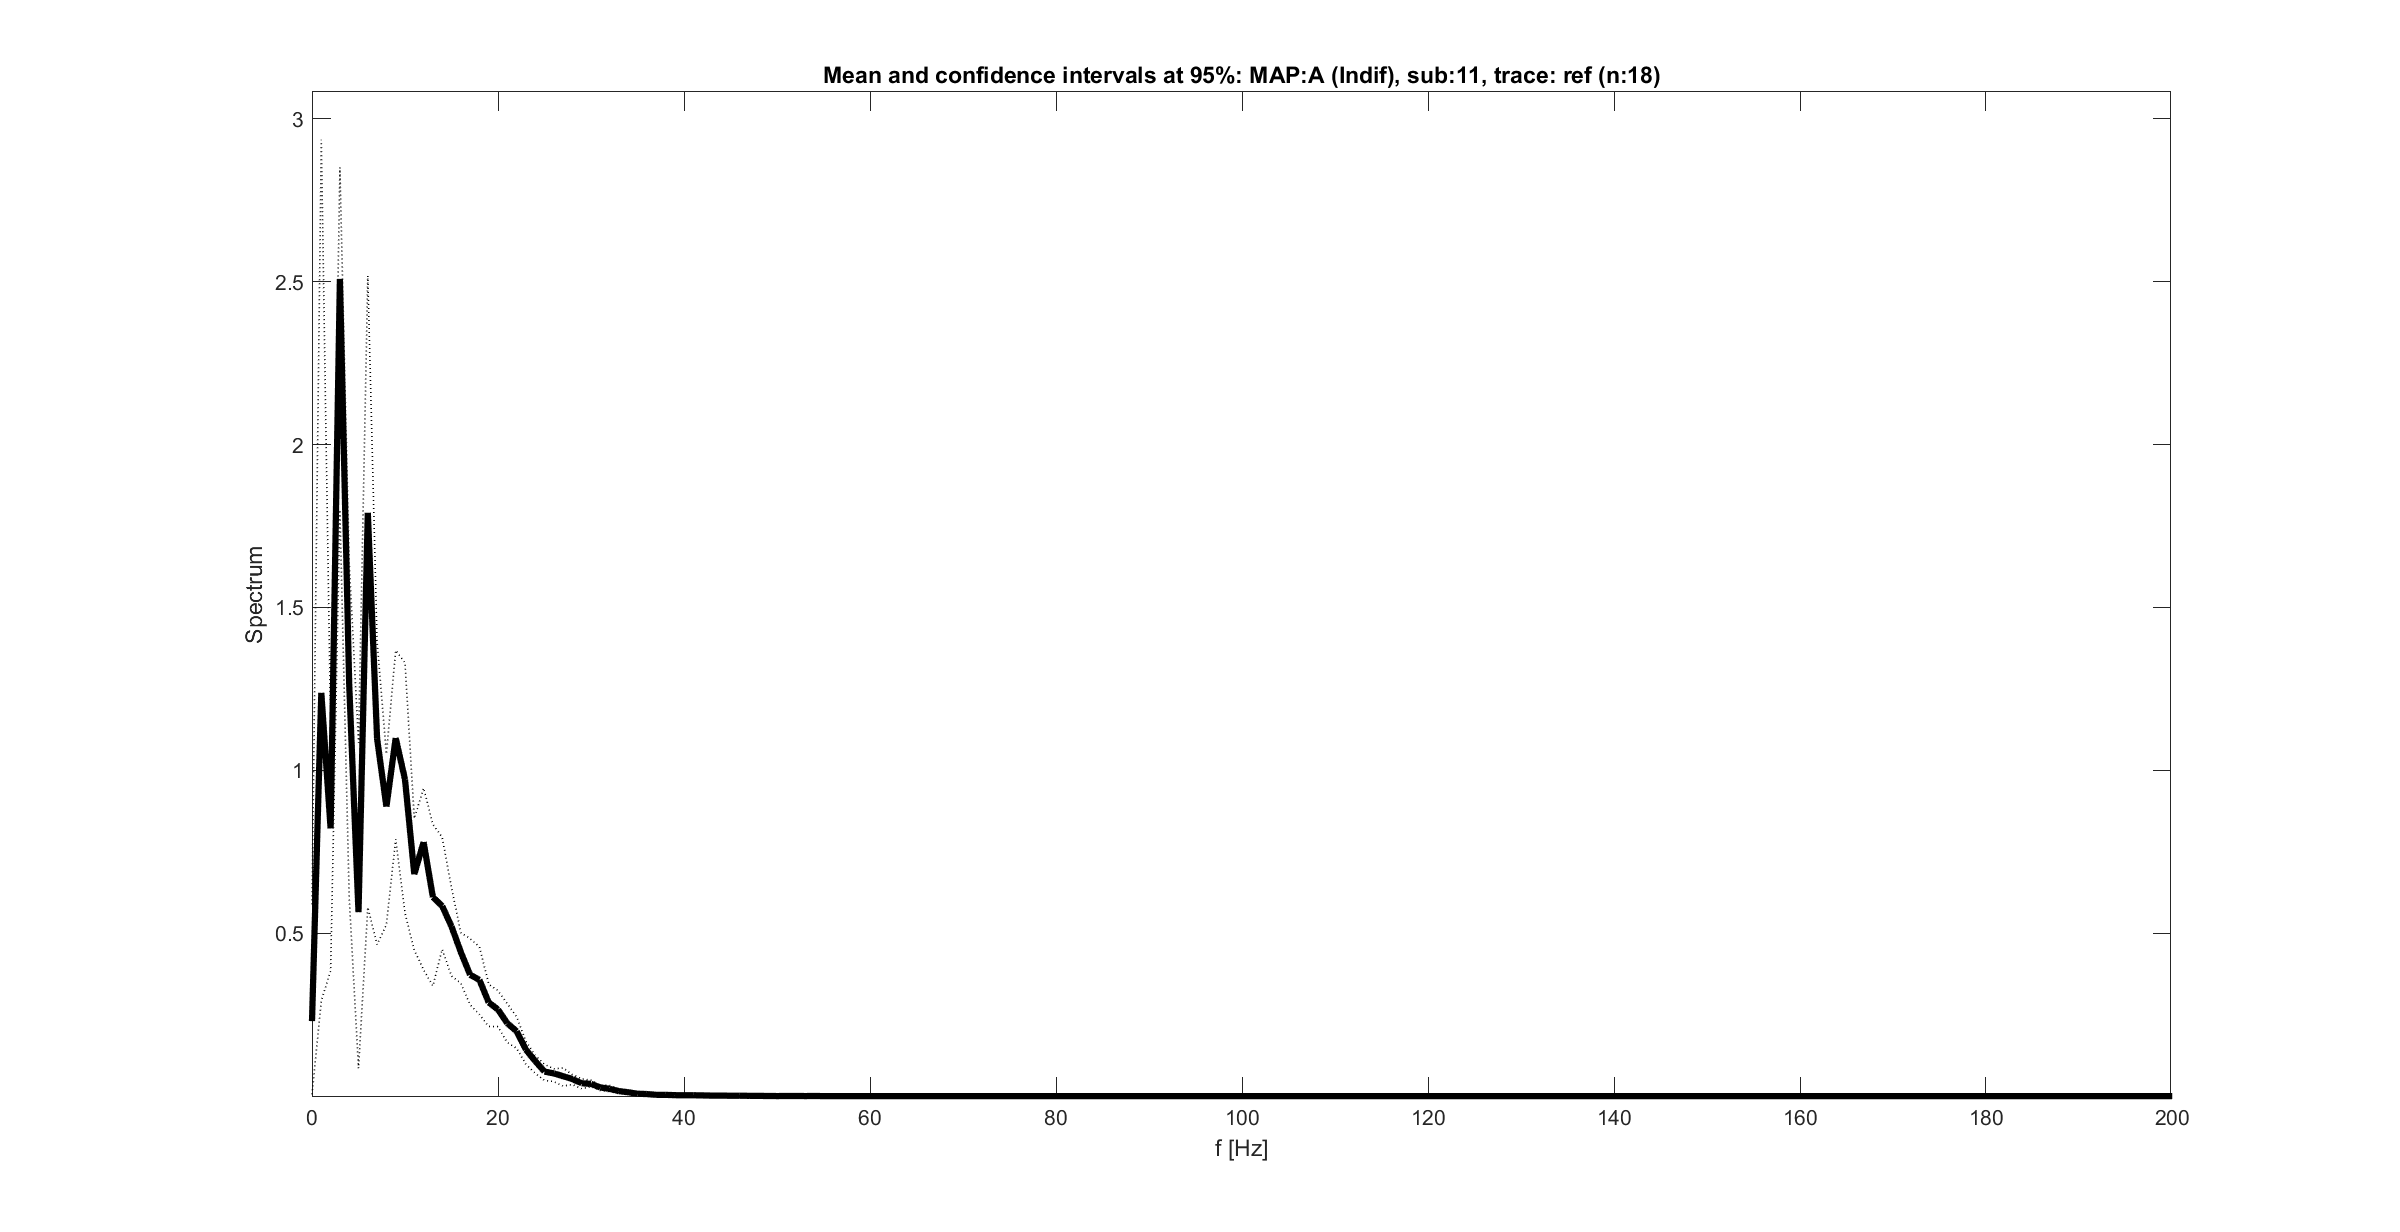 Mean and confidence intervals at 95%: MAP:A (Indif), sub:11, trace: ref (n:18)
3
2.5
2
1.5
1
0.5
Spectrum
0 20 40 60 80 100 120 140 160 180 200
f [Hz]